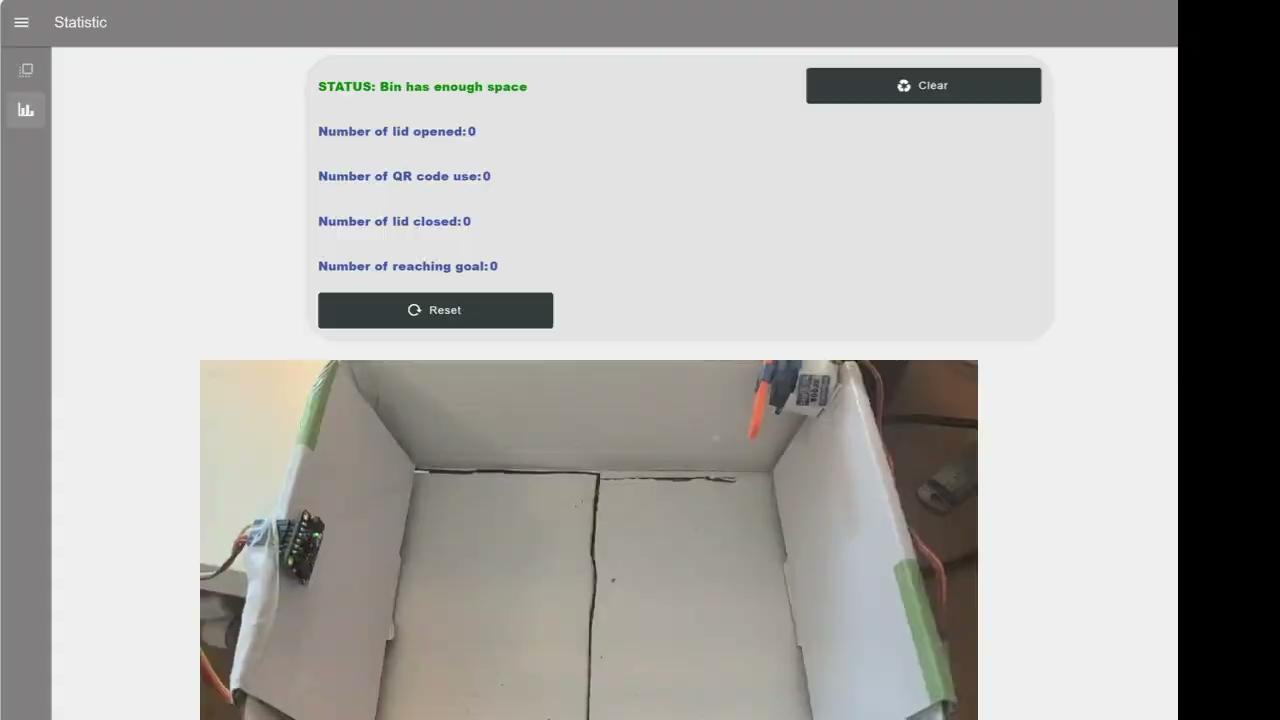 Statistic
STATUS: Bin has enough space
Clear
Number of lid opened:0
Number of QR code use:0
Number of lid closed:0
Number of reaching goal:0
Reset